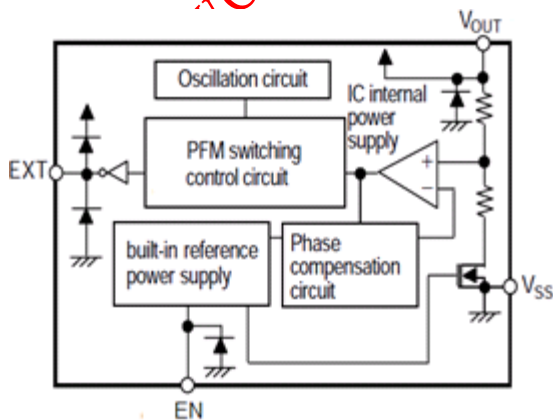 VOUT
Oscillation circuit
IC internal
power
supply
PFM switching
control circuit
EXT
+
−
built-in reference
power supply
Phase
compensation
circuit
VSS
EN